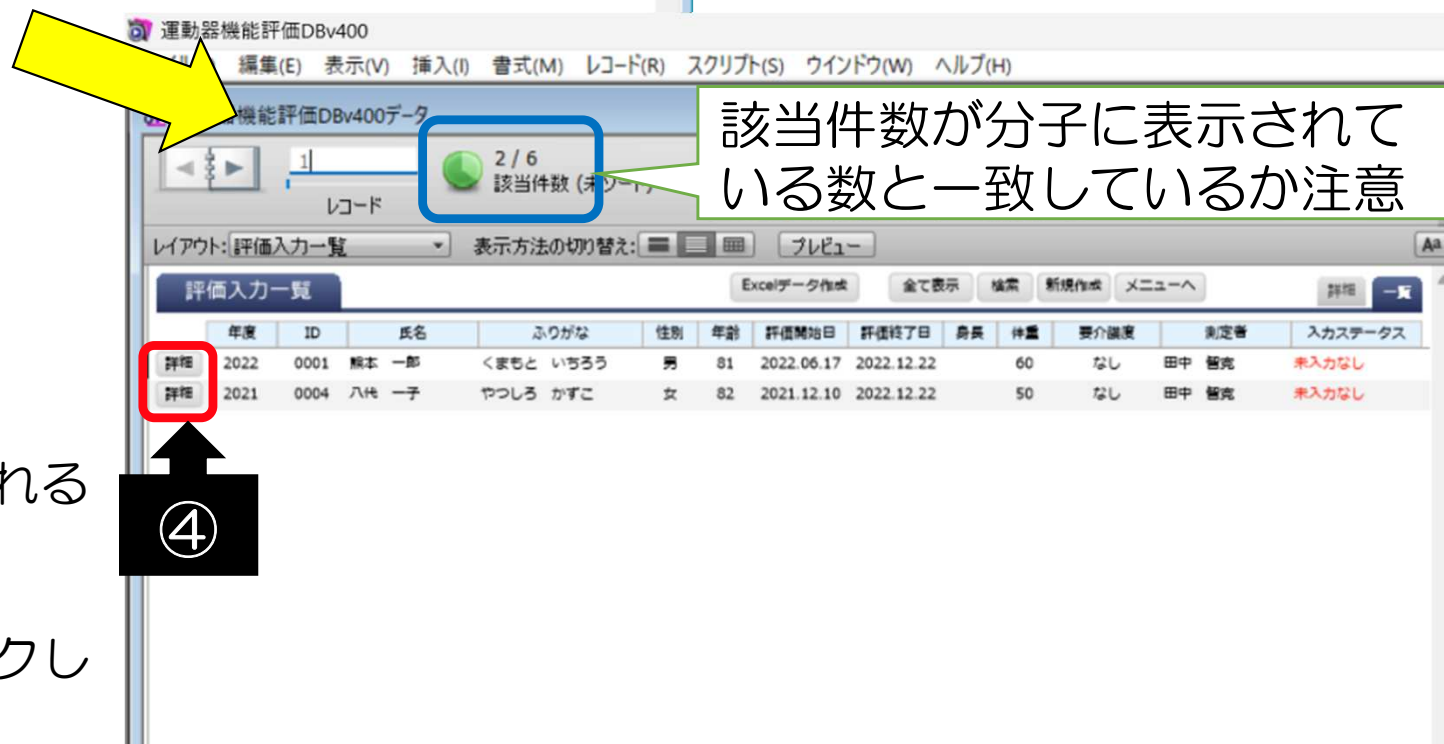 運動器機能評価DBv400
編集(E) 表示(V) 挿入(I) 書式(M) レコード(R) スクリプト(S) ウインドウ(W) ヘルプ(H)
器機能評価DBv400データ
該当件数が分子に表示されて
いる数と一致しているか注意
1
2 / 6
該当件数 (未ソート)
レコード
レイアウト: 評価入力一覧 表示方法の切り替え: プレビュー Aa
評価入力一覧 Excelデータ作成 全て表示 検索 新規作成 メニューへ 詳細 一覧
年度 ID 氏名 ふりがな 性別 年齢 評価開始日 評価終了日 身長 体重 要介護度 測定者 入力ステータス
詳細 2022 0001 熊本 一郎 くまもと いちろう 男 81 2022.06.17 2022.12.22 60 なし 田中 智克 未入力なし
詳細 2021 0004 八代 一子 やつしろ かずこ 女 82 2021.12.10 2022.12.22 50 なし 田中 智克 未入力なし
れる
④
クし